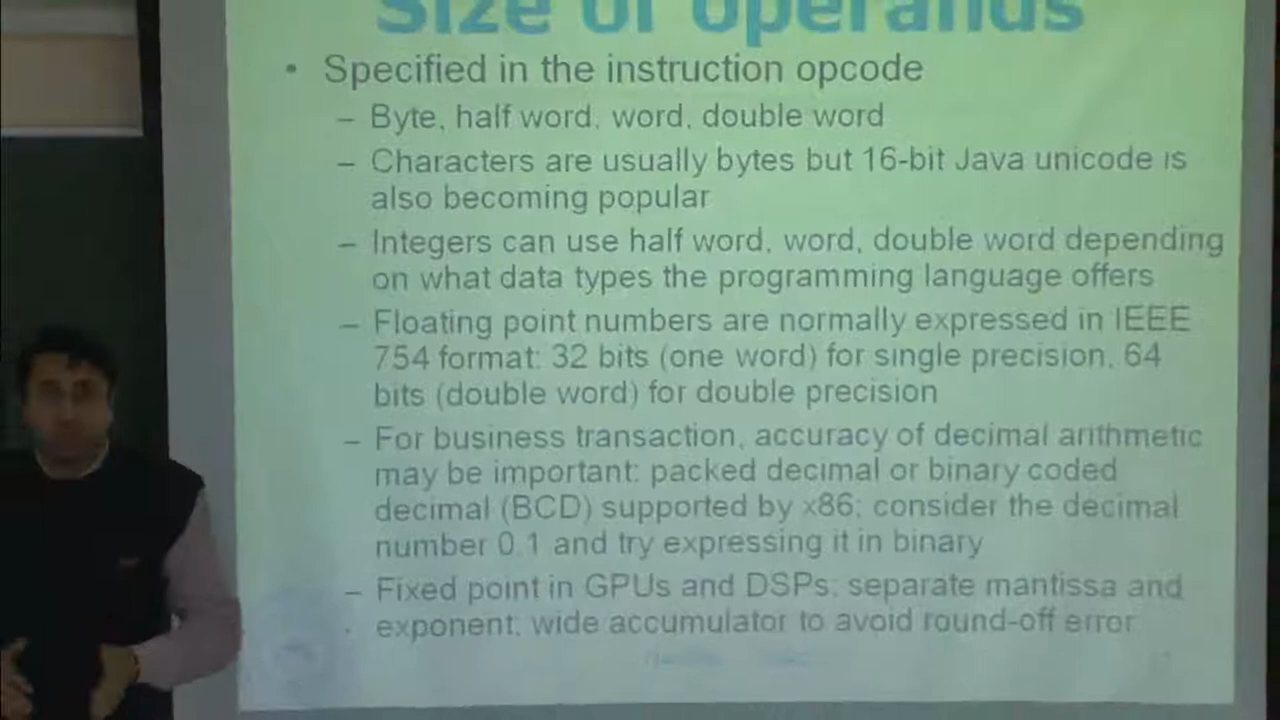 Size of operands
• Specified in the instruction opcode
– Byte, half word, word, double word
– Characters are usually bytes but 16-bit Java unicode is
also becoming popular
– Integers can use half word, word, double word depending
on what data types the programming language offers
– Floating point numbers are normally expressed in IEEE
754 format: 32 bits (one word) for single precision, 64
bits (double word) for double precision
– For business transaction, accuracy of decimal arithmetic
may be important: packed decimal or binary coded
decimal (BCD) supported by x86; consider the decimal
number 0.1 and try expressing it in binary
– Fixed point in GPUs and DSPs: separate mantissa and
exponent; wide accumulator to avoid round-off error